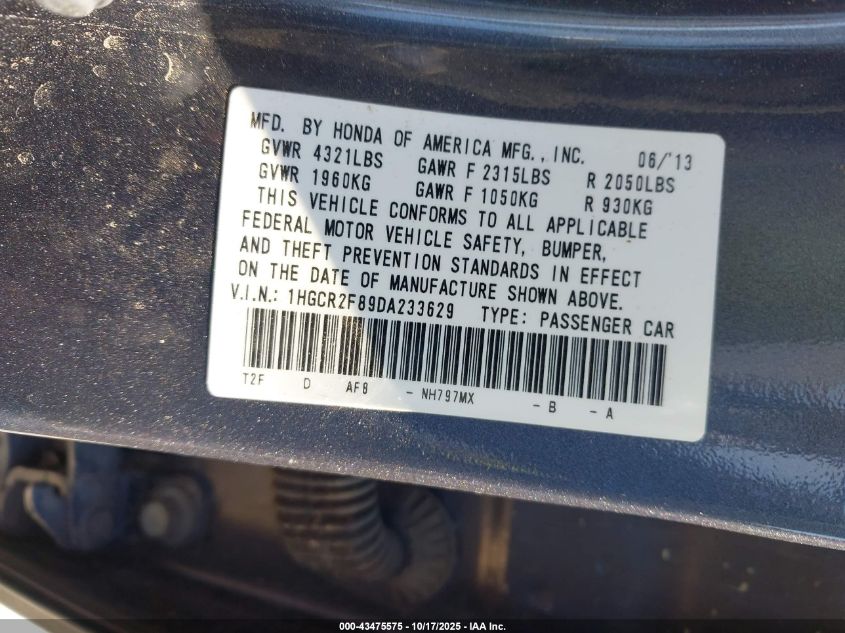 MFD. BY HONDA OF AMERICA MFG., INC. 06/'13
GVWR 4321LBS GAWR F 2315LBS R 2050LBS
GVWR 1960KG GAWR F 1050KG R 930KG
THIS VEHICLE CONFORMS TO ALL APPLICABLE
FEDERAL MOTOR VEHICLE SAFETY, BUMPER,
AND THEFT PREVENTION STANDARDS IN EFFECT
ON THE DATE OF MANUFACTURE SHOWN ABOVE.
V.I.N.: 1HGCR2F89DA233629 TYPE: PASSENGER CAR
T2F D AF8 - NH797MX - B - A
000-43475575 - 10/17/2025 - IAA Inc.